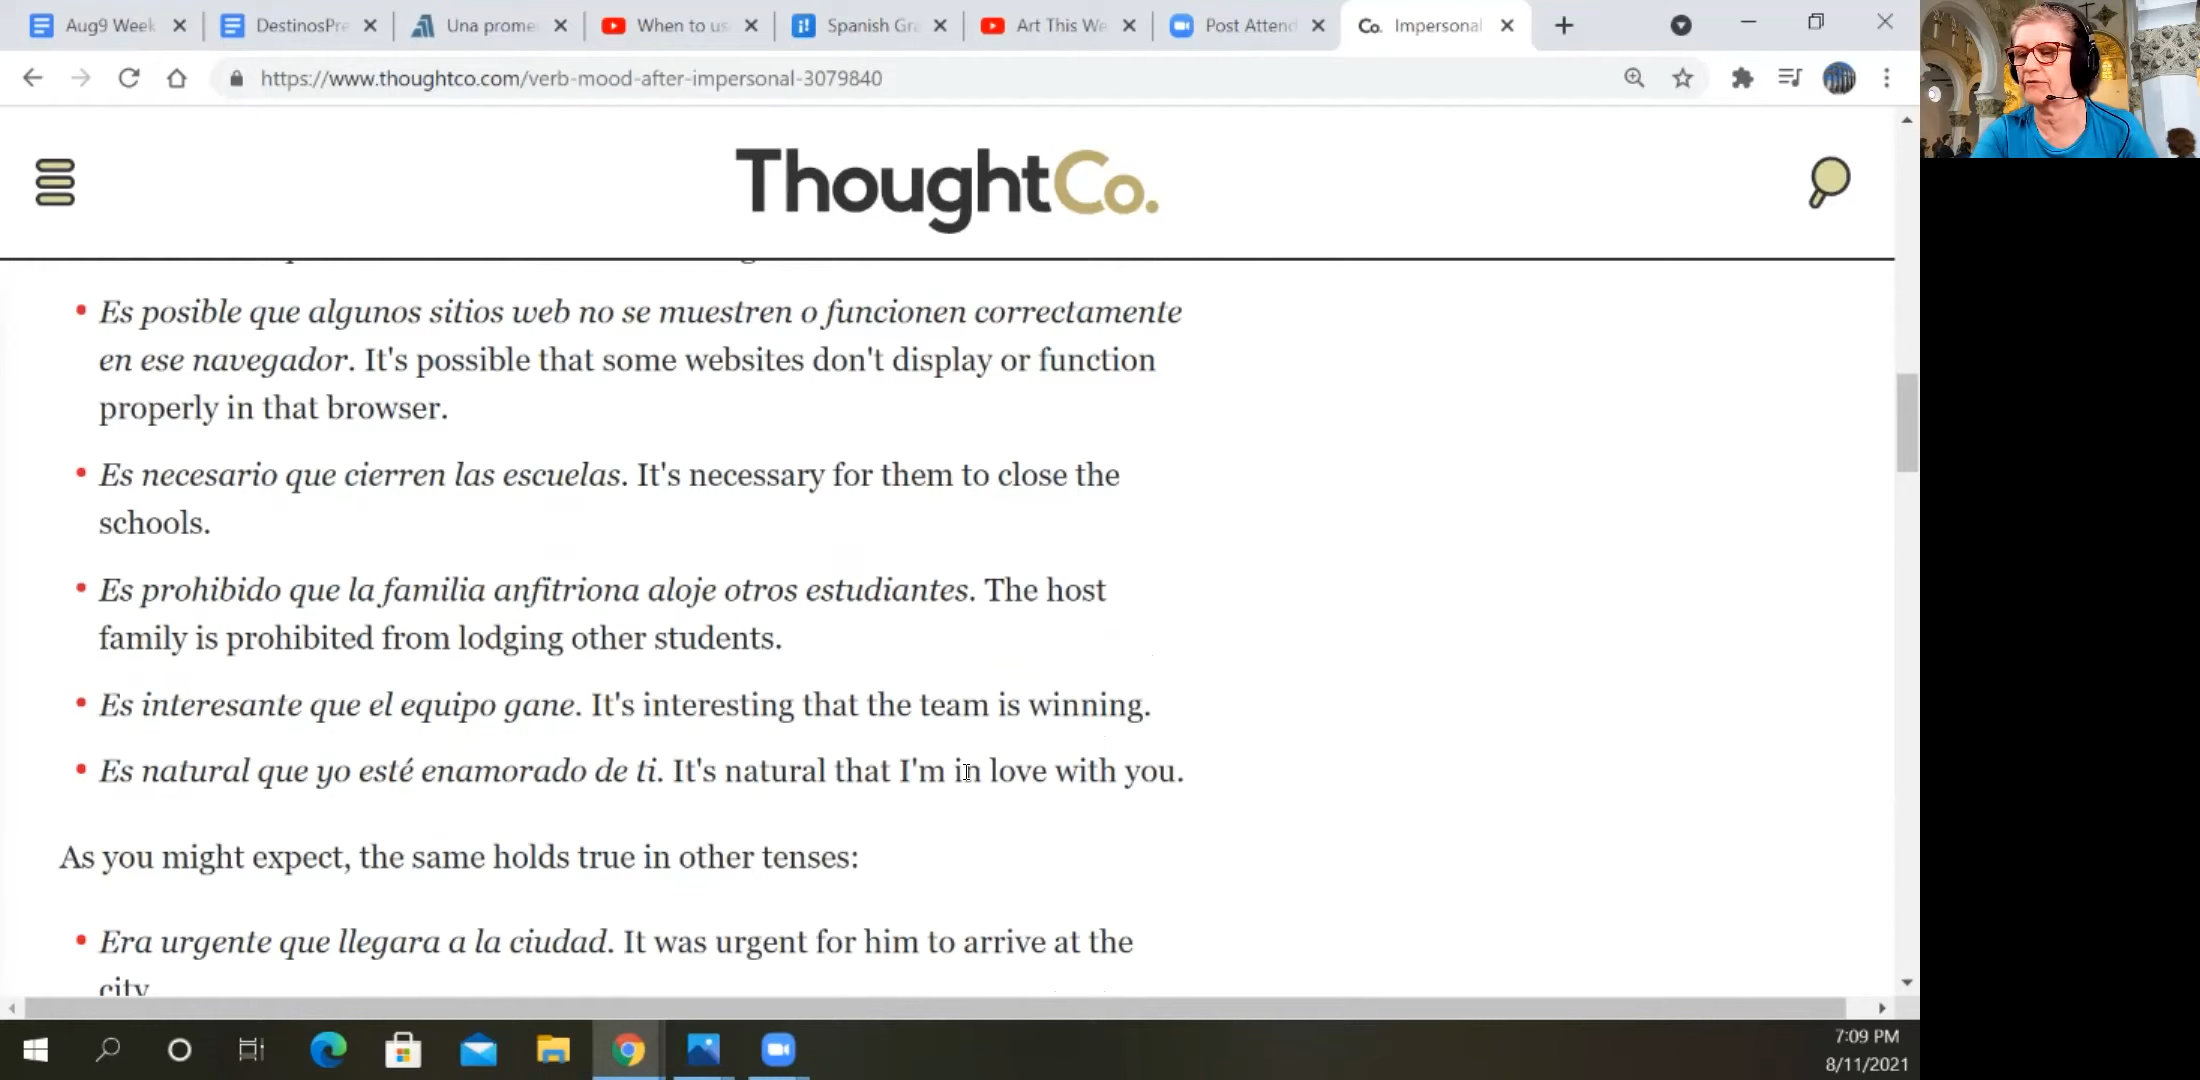 Aug9 Week
DestinosPre
Una prome
When to us
Spanish Gra
Art This We
Post Attend
Co. Impersonal
https://www.thoughtco.com/verb-mood-after-impersonal-3079840
ThoughtCo.
• Es posible que algunos sitios web no se muestren o funcionen correctamente
en ese navegador. It's possible that some websites don't display or function
properly in that browser.
• Es necesario que cierren las escuelas. It's necessary for them to close the
schools.
• Es prohibido que la familia anfitriona aloje otros estudiantes. The host
family is prohibited from lodging other students.
• Es interesante que el equipo gane. It's interesting that the team is winning.
• Es natural que yo esté enamorado de ti. It's natural that I'm in love with you.
As you might expect, the same holds true in other tenses:
• Era urgente que llegara a la ciudad. It was urgent for him to arrive at the
city
7:09 PM
8/11/2021